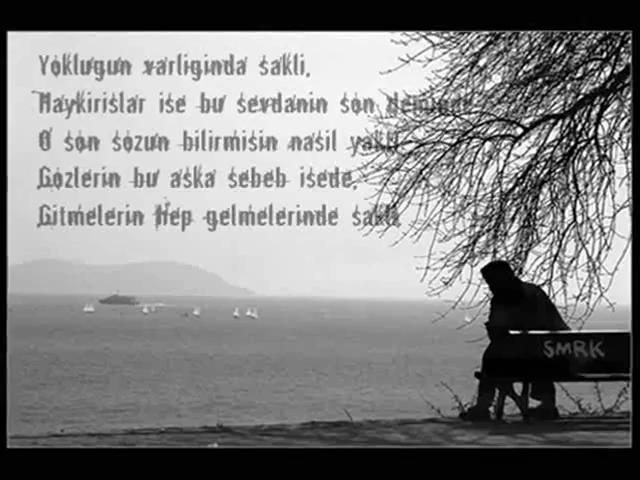 Yoklugun varliginda sakli,
Haykirislar ise bu sevdanin son
O son sozun bilirmisin nasil yakti
Gozlerin bu aska sebeb isede,
Gitmelerin hep gelmelerinde sakli
SMRK